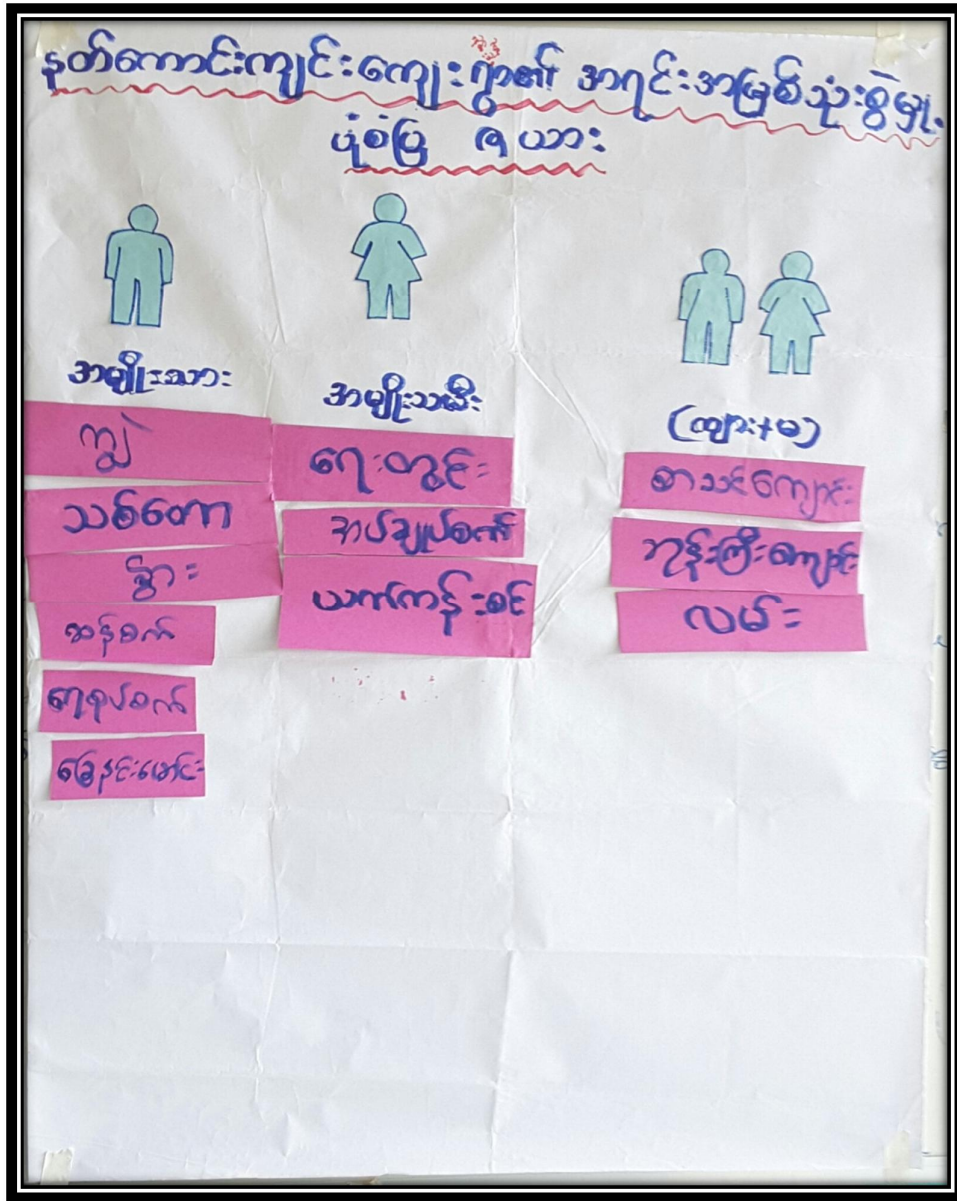 နတ်ကောင်းကျင်းကျေးရွာ၏ အရင်းအမြစ်သုံးစွဲမှု
ပုံစံပြ ဇယား
အမျိုးသား
ကျွဲ
သစ်တော
နွား
ဆန်စက်
ရေစုပ်စက်
မြေနင်းမောင်း
အမျိုးသမီး
ရေတွင်း
အပ်ချုပ်စက်
ယက်ကန်းစင်
(ကျား+မ)
စာသင်ကျောင်း
ဘုန်းကြီးကျောင်း
လမ်း